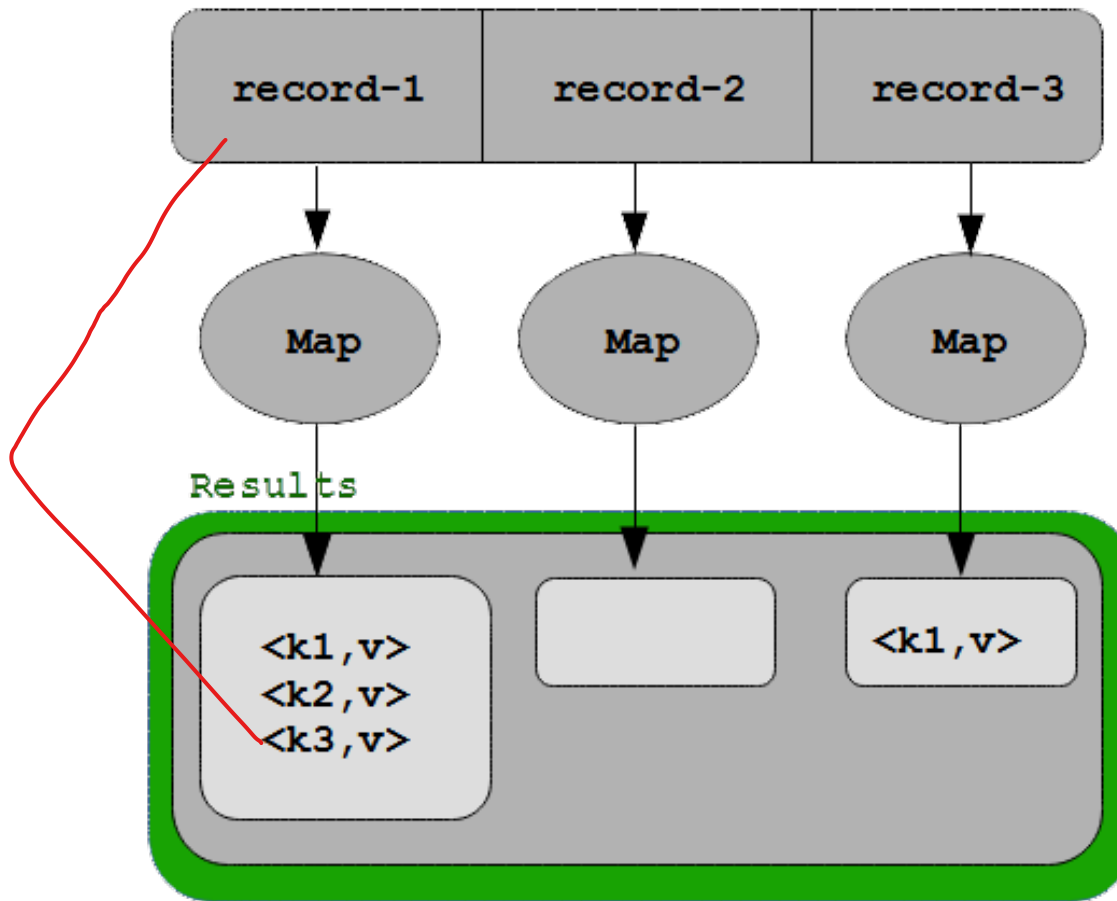 record-1 record-2 record-3
Map Map Map
Results
<k1,v> <k1,v>
<k2,v>
<k3,v>